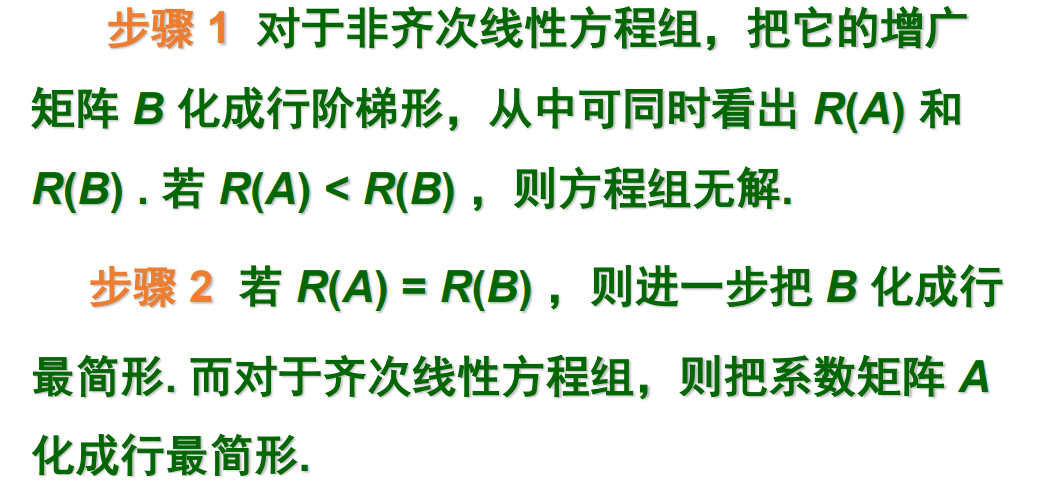 步骤 1 对于非齐次线性方程组，把它的增广
矩阵 B 化成行阶梯形，从中可同时看出 R(A) 和
R(B) . 若 R(A) < R(B) ，则方程组无解.
步骤 2 若 R(A) = R(B) ，则进一步把 B 化成行
最简形. 而对于齐次线性方程组，则把系数矩阵 A
化成行最简形.